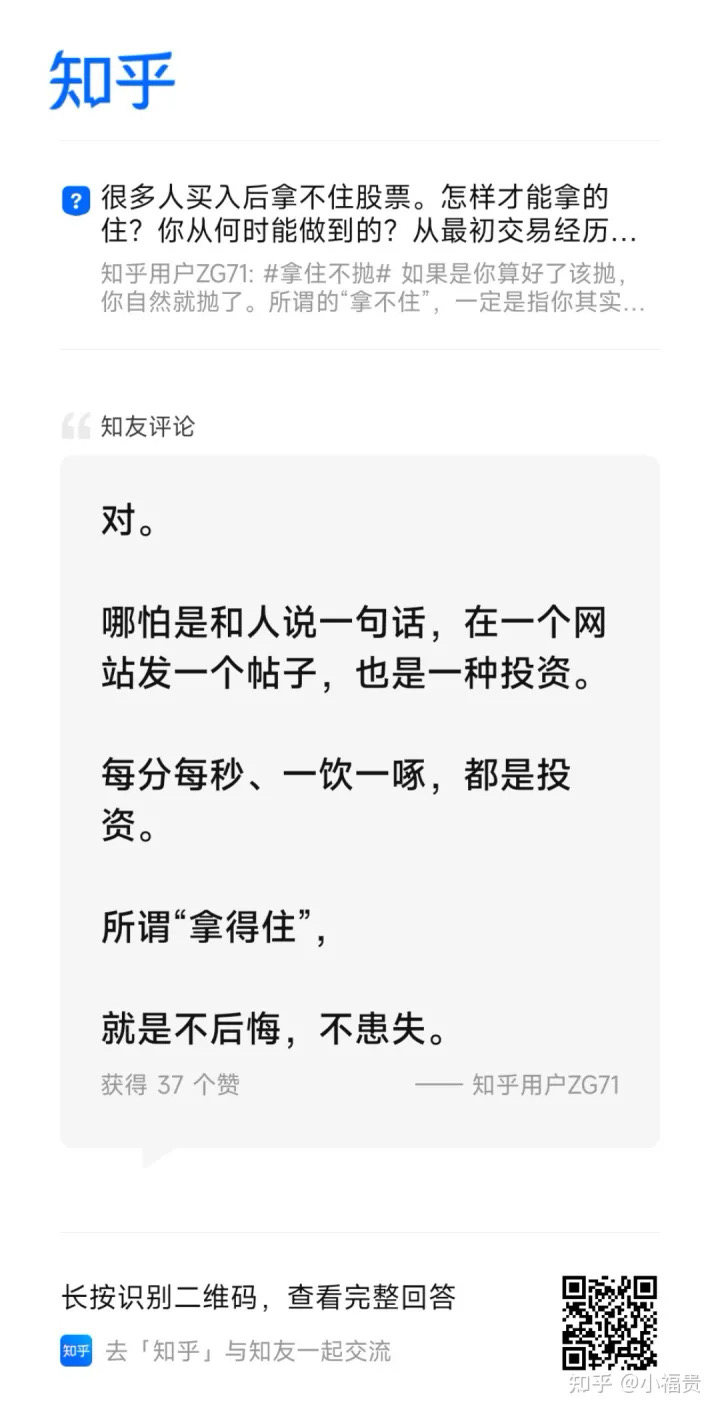 知乎
很多人买入后拿不住股票。怎样才能拿的
住？你从何时能做到的？从最初交易经历...
知乎用户ZG71: #拿住不抛# 如果是你算好了该抛，
你自然就抛了。所谓的“拿不住”，一定是指你其实...
知友评论
对。
哪怕是和人说一句话，在一个网
站发一个帖子，也是一种投资。
每分每秒、一饮一啄，都是投
资。
所谓“拿得住”，
就是不后悔，不患失。
获得 37 个赞
—— 知乎用户ZG71
长按识别二维码，查看完整回答
知乎
去「知乎」与知友一起交流
知乎 @小福贵